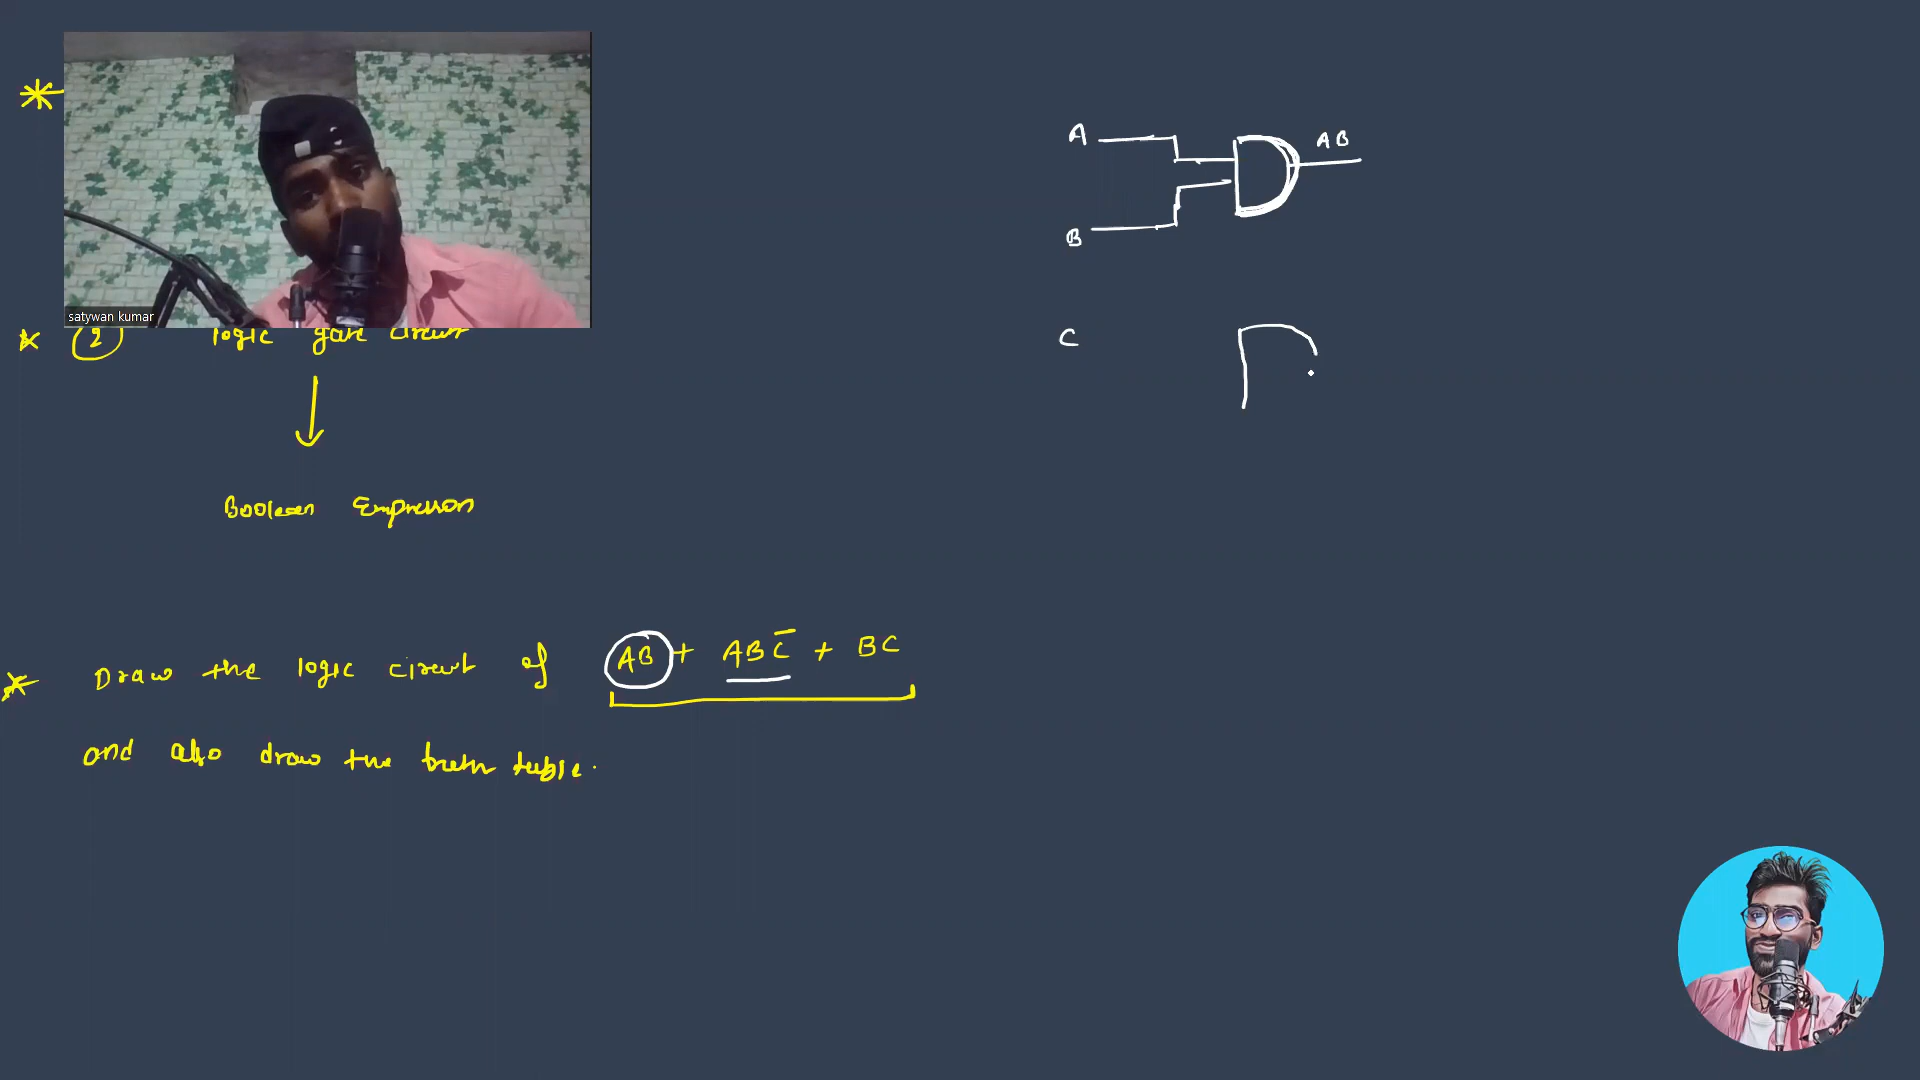 satywan kumar
* 2 logic gate circuit
Boolean Expression
* Draw the logic circuit of AB + ABC̅ + BC
and also draw the truth table.
A
B
AB
C